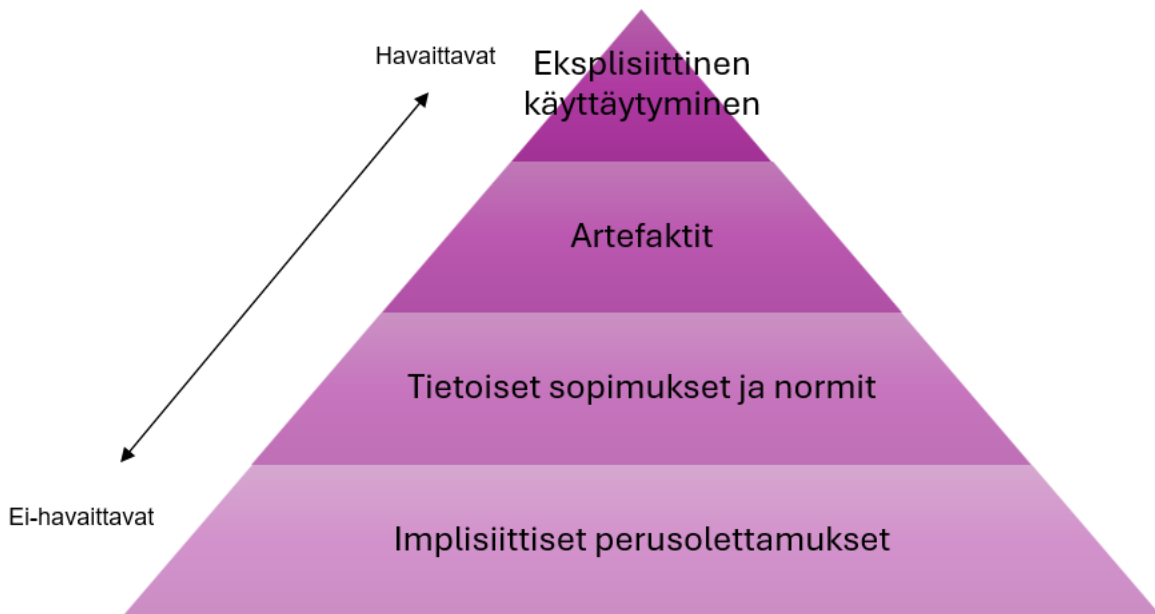 Havaittavat
Eksplisiittinen
käyttäytyminen
Artefaktit
Tietoiset sopimukset ja normit
Ei-havaittavat
Implisiittiset perusolettamukset